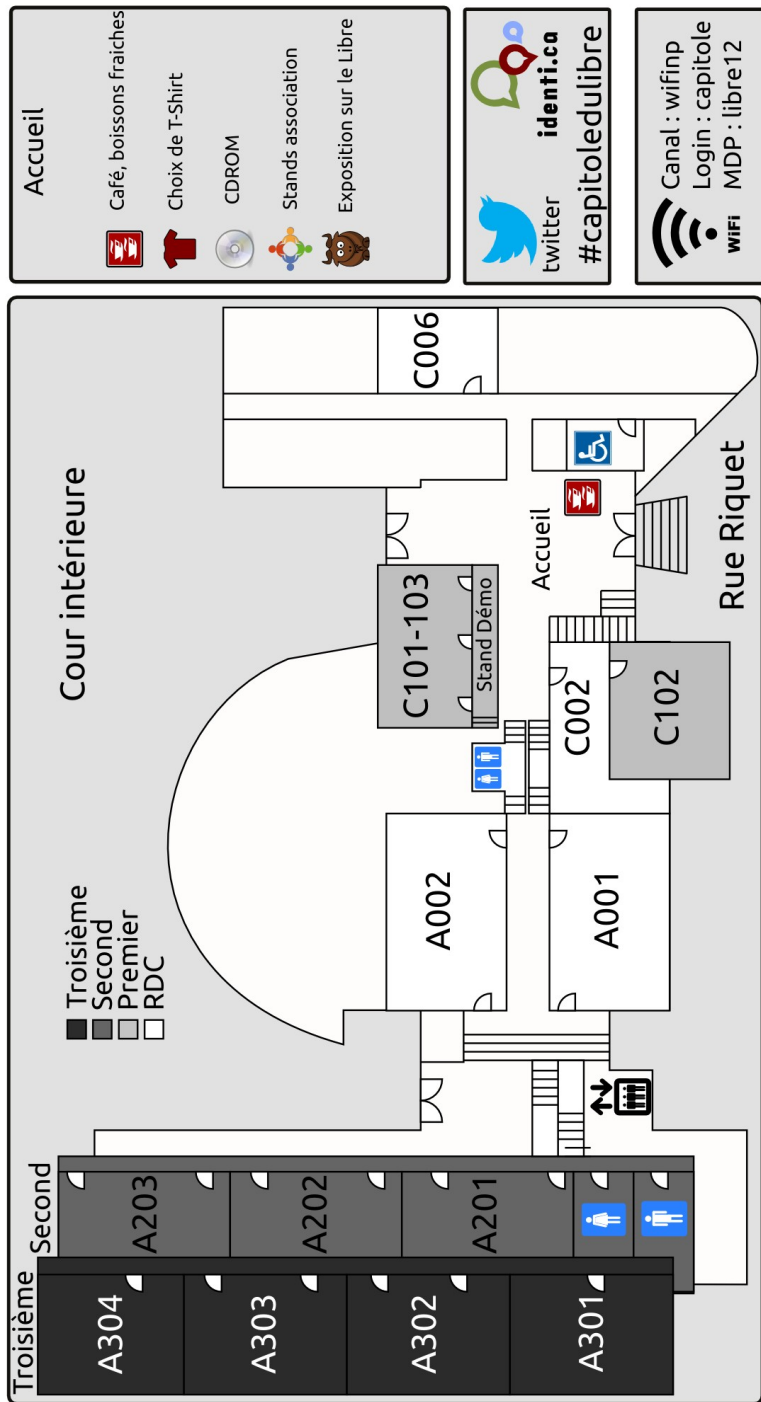 Accueil
Café, boissons fraiches
Choix de T-Shirt
CDROM
Stands association
Exposition sur le Libre
twitter
identi.ca
#capitoledulibre
WiFi
Canal : wifinp
Login : capitole
MDP : libre12
Troisième
Second
Troisième
Second
Premier
RDC
Cour intérieure
A304
A303
A302
A301
A203
A202
A201
A002
A001
C101-103
Stand Démo
C002
C102
Accueil
C006
Rue Riquet